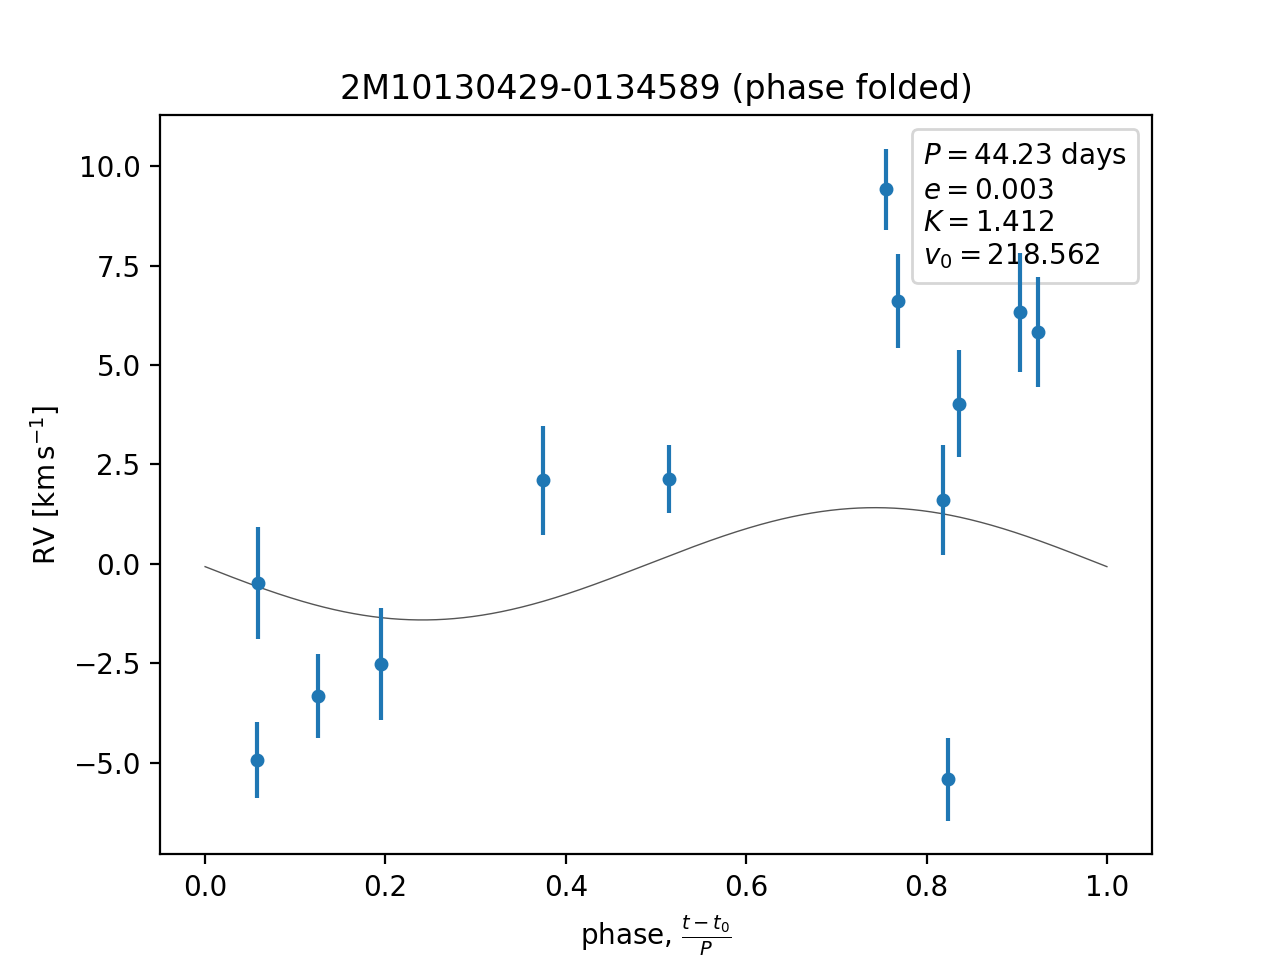 2M10130429-0134589 (phase folded)
P = 44.23 days
e = 0.003
K = 1.412
v₀ = 218.562
10.0
7.5
5.0
2.5
0.0
−2.5
−5.0
RV [km s⁻¹]
0.0 0.2 0.4 0.6 0.8 1.0
phase, (t − t₀)/P